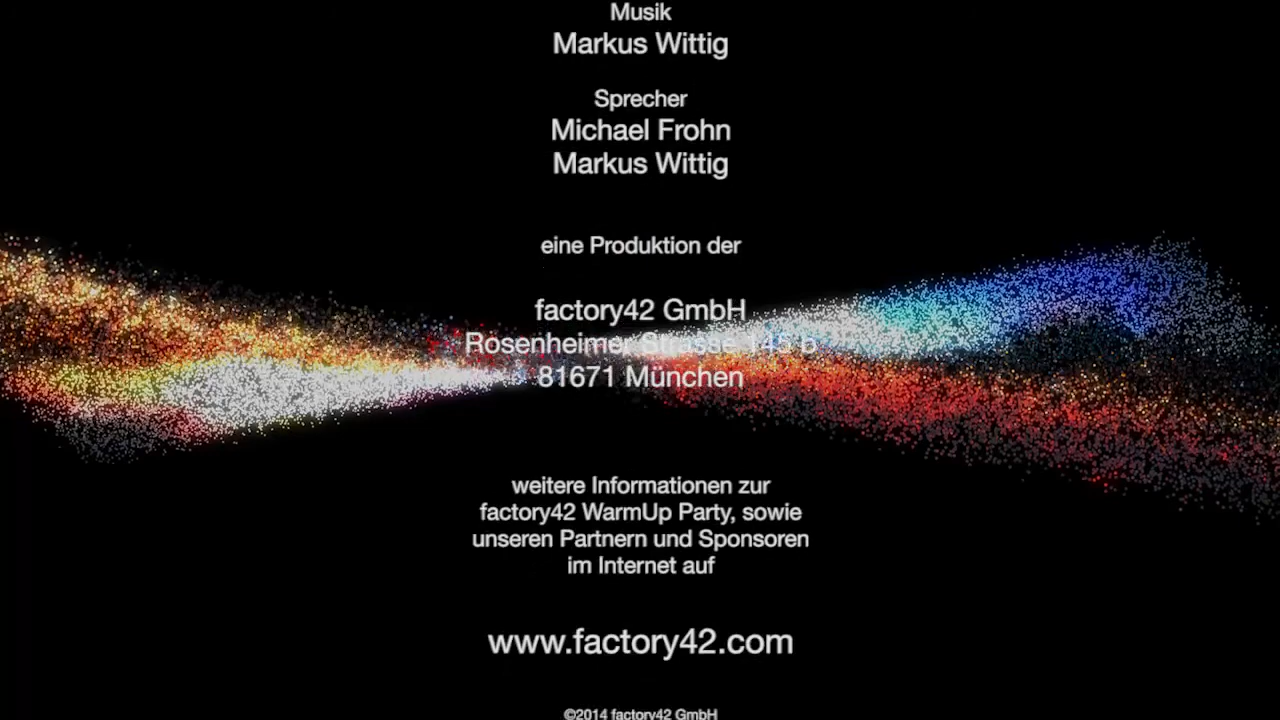 Musik
Markus Wittig
Sprecher
Michael Frohn
Markus Wittig
eine Produktion der
factory42 GmbH
Rosenheimer Strasse 145 b
81671 München
weitere Informationen zur
factory42 WarmUp Party, sowie
unseren Partnern und Sponsoren
im Internet auf
www.factory42.com
©2014 factory42 GmbH